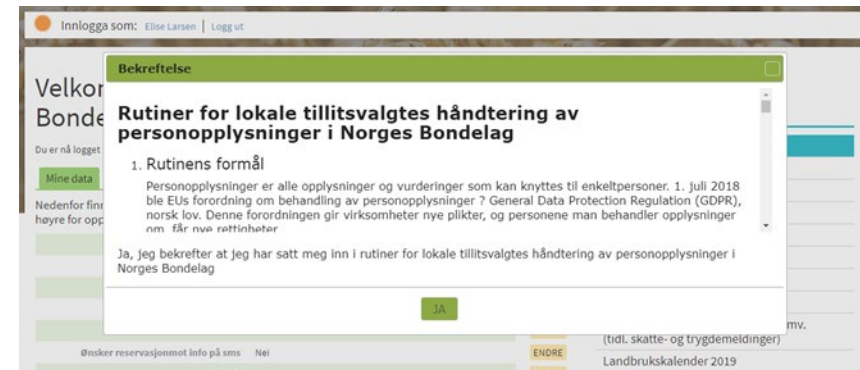 Innlogga som: Elise Larsen | Logg ut
Bekreftelse
Velkor
Bonde
Du er nå logget
Mine data
Nedenfor finr
høyre for opp
Rutiner for lokale tillitsvalgtes håndtering av
personopplysninger i Norges Bondelag
1. Rutinens formål
Personopplysninger er alle opplysninger og vurderinger som kan knyttes til enkeltpersoner. 1. juli 2018
ble EUs forordning om behandling av personopplysninger ? General Data Protection Regulation (GDPR),
norsk lov. Denne forordningen gir virksomheter nye plikter, og personene man behandler opplysninger
om, får nye rettigheter
Ja, jeg bekrefter at jeg har satt meg inn i rutiner for lokale tillitsvalgtes håndtering av personopplysninger i
Norges Bondelag
JA
mv.
(tidl. skatte- og trygdemeldinger)
Ønsker reservasjonmot info på sms Nei
ENDRE
Landbrukskalender 2019